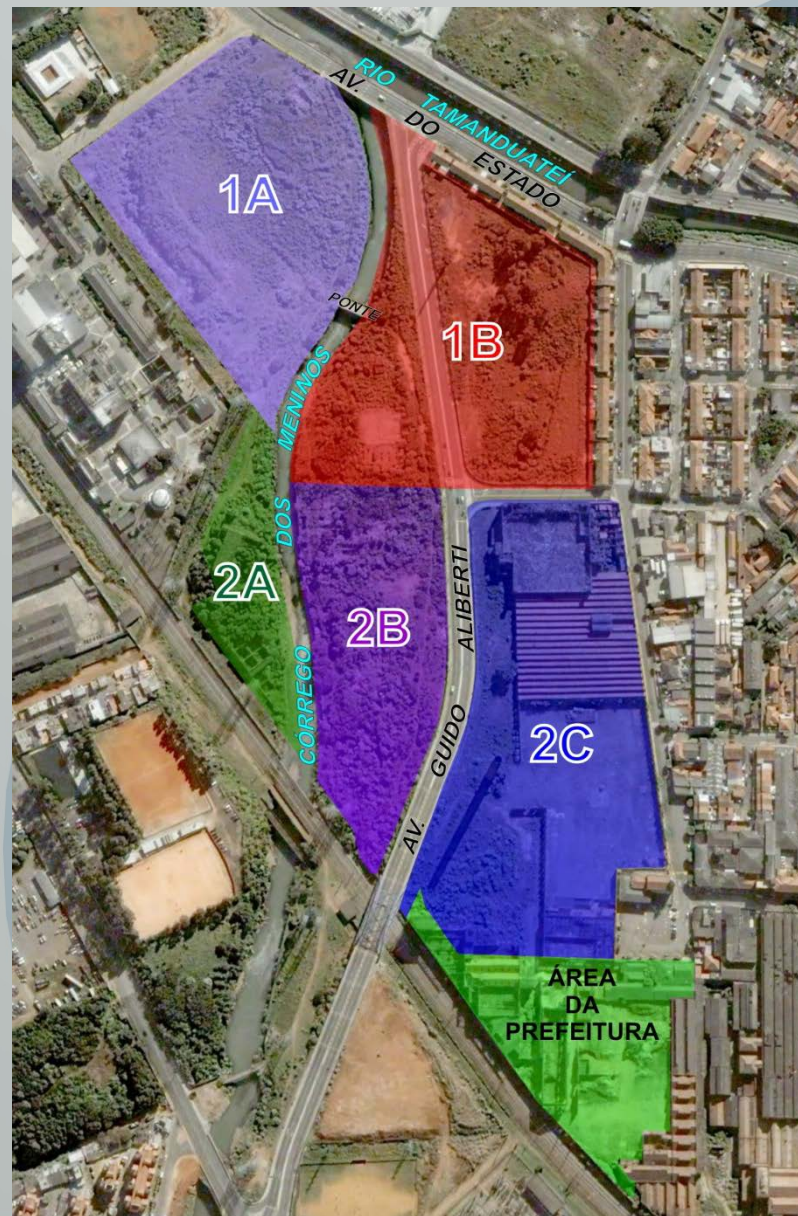 RIO TAMANDUATEÍ
AV. DO ESTADO
1A
PONTE
1B
CÓRREGO DOS MENINOS
2A
2B
AV. GUIDO ALIBERTI
2C
ÁREA
DA
PREFEITURA